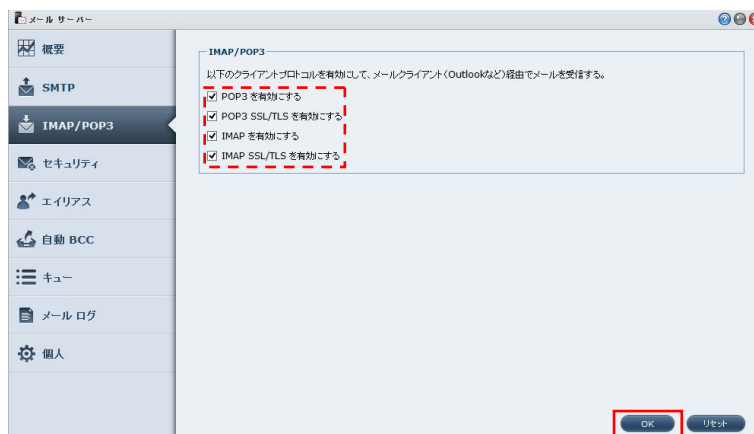 メール サーバー
概要
SMTP
IMAP/POP3
セキュリティ
エイリアス
自動 BCC
キュー
メール ログ
個人
IMAP/POP3
以下のクライアントプロトコルを有効にして、メールクライアント(Outlookなど)経由でメールを受信する。
POP3 を有効にする
POP3 SSL/TLS を有効にする
IMAP を有効にする
IMAP SSL/TLS を有効にする
OK
リセット